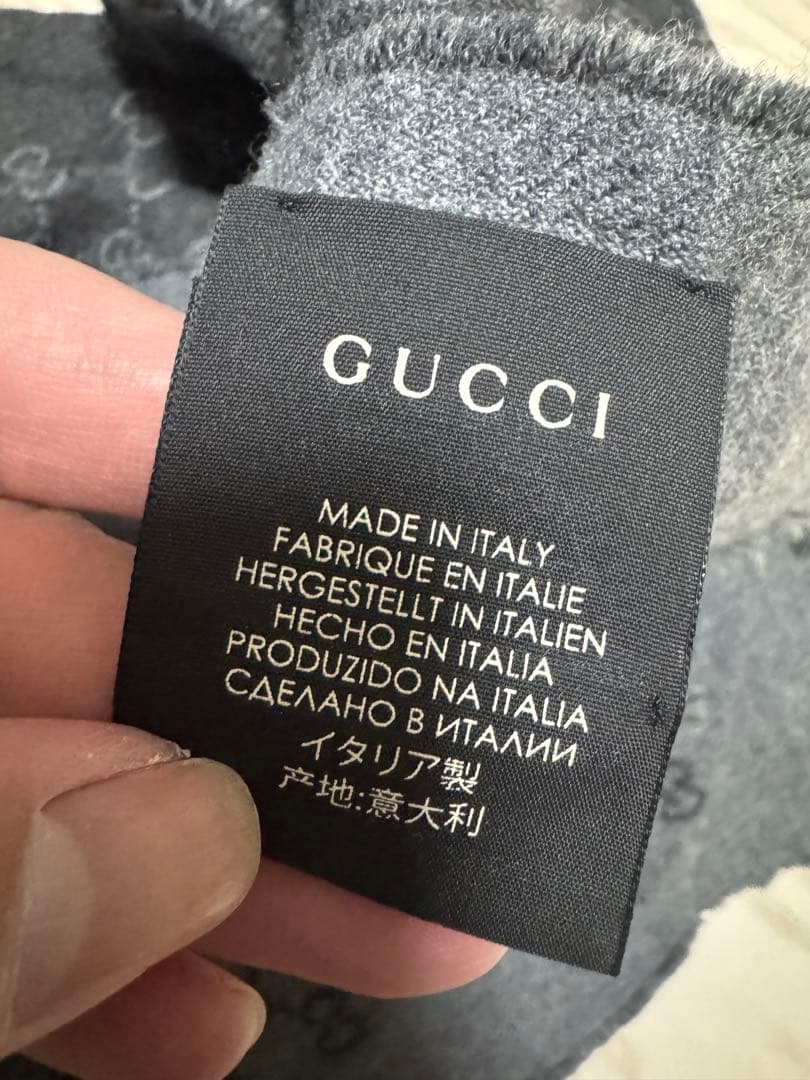 GUCCI
MADE IN ITALY
FABRIQUE EN ITALIE
HERGESTELLT IN ITALIEN
HECHO EN ITALIA
PRODUZIDO NA ITALIA
СДЕЛАНО В ИТАЛИИ
イタリア製
产地:意大利